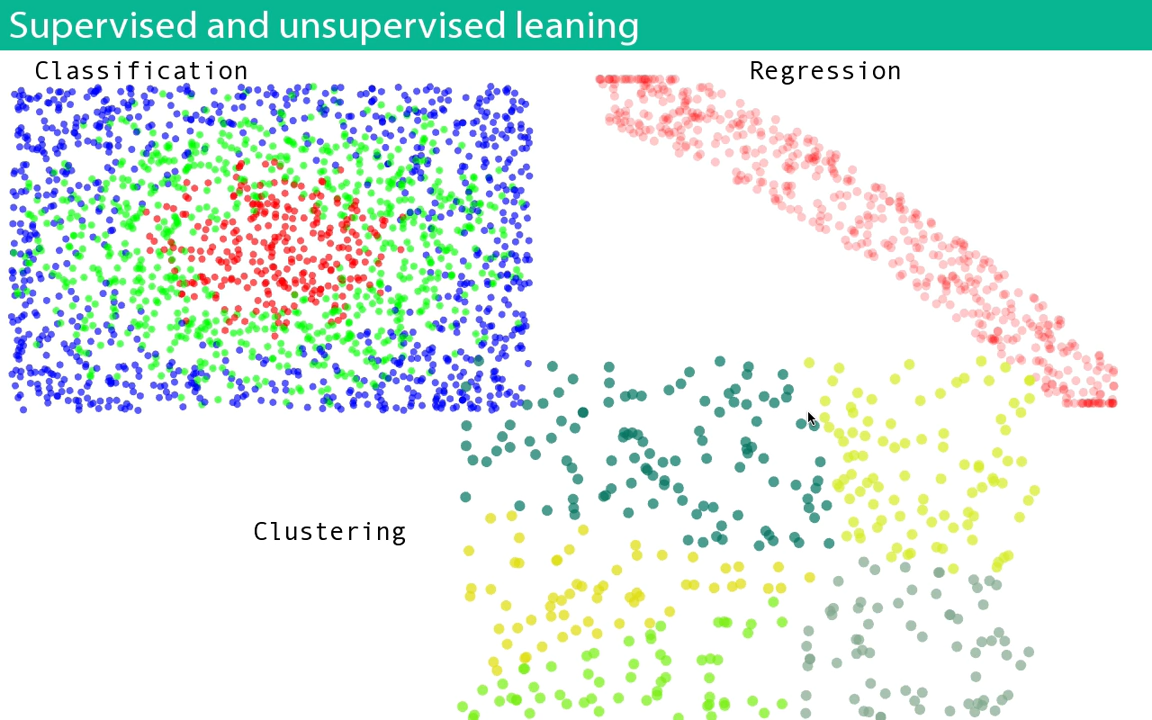 Supervised and unsupervised leaning
Classification
Regression
Clustering